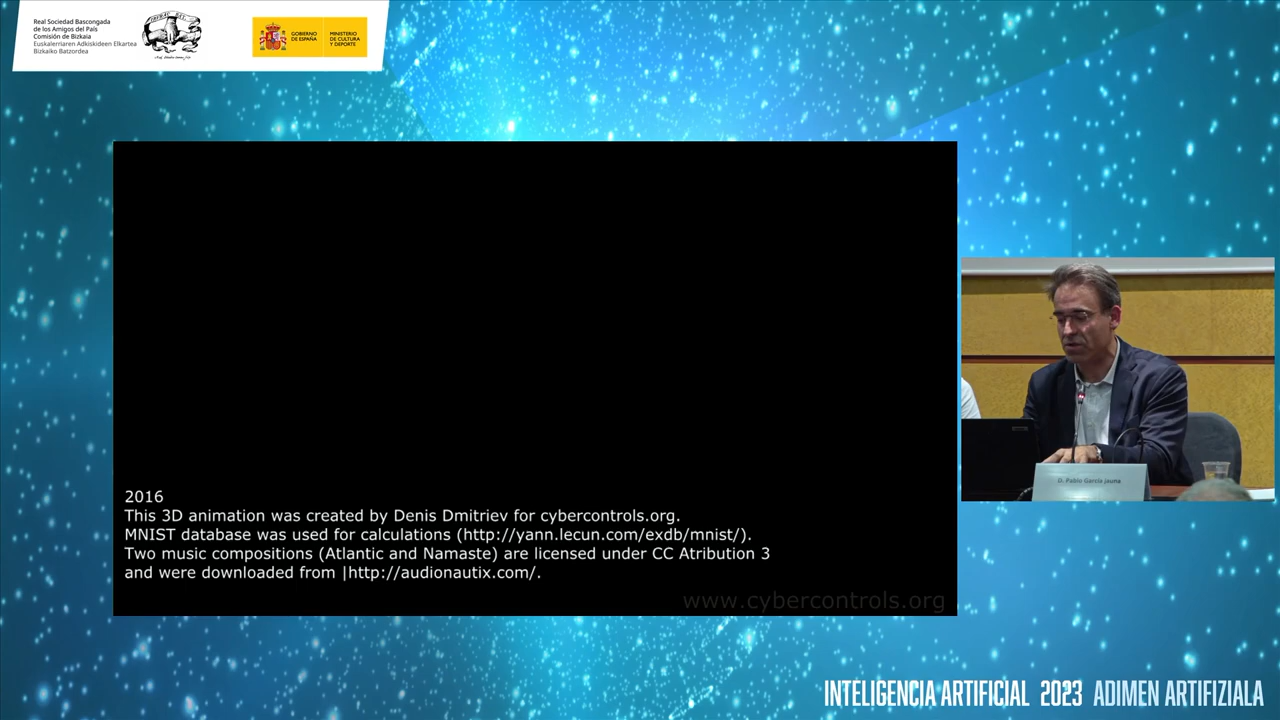 Real Sociedad Bascongada
de los Amigos del País
Comisión de Bizkaia
Euskalerriaren Adkiskideen Elkartea
Bizkaiko Batzordea
GOBIERNO
DE ESPAÑA
MINISTERIO
DE CULTURA
Y DEPORTE
2016
This 3D animation was created by Denis Dmitriev for cybercontrols.org.
MNIST database was used for calculations (http://yann.lecun.com/exdb/mnist/).
Two music compositions (Atlantic and Namaste) are licensed under CC Atribution 3
and were downloaded from |http://audionautix.com/.
www.cybercontrols.org
D. Pablo García Jauna
INTELIGENCIA ARTIFICIAL 2023 ADIMEN ARTIFIZIALA